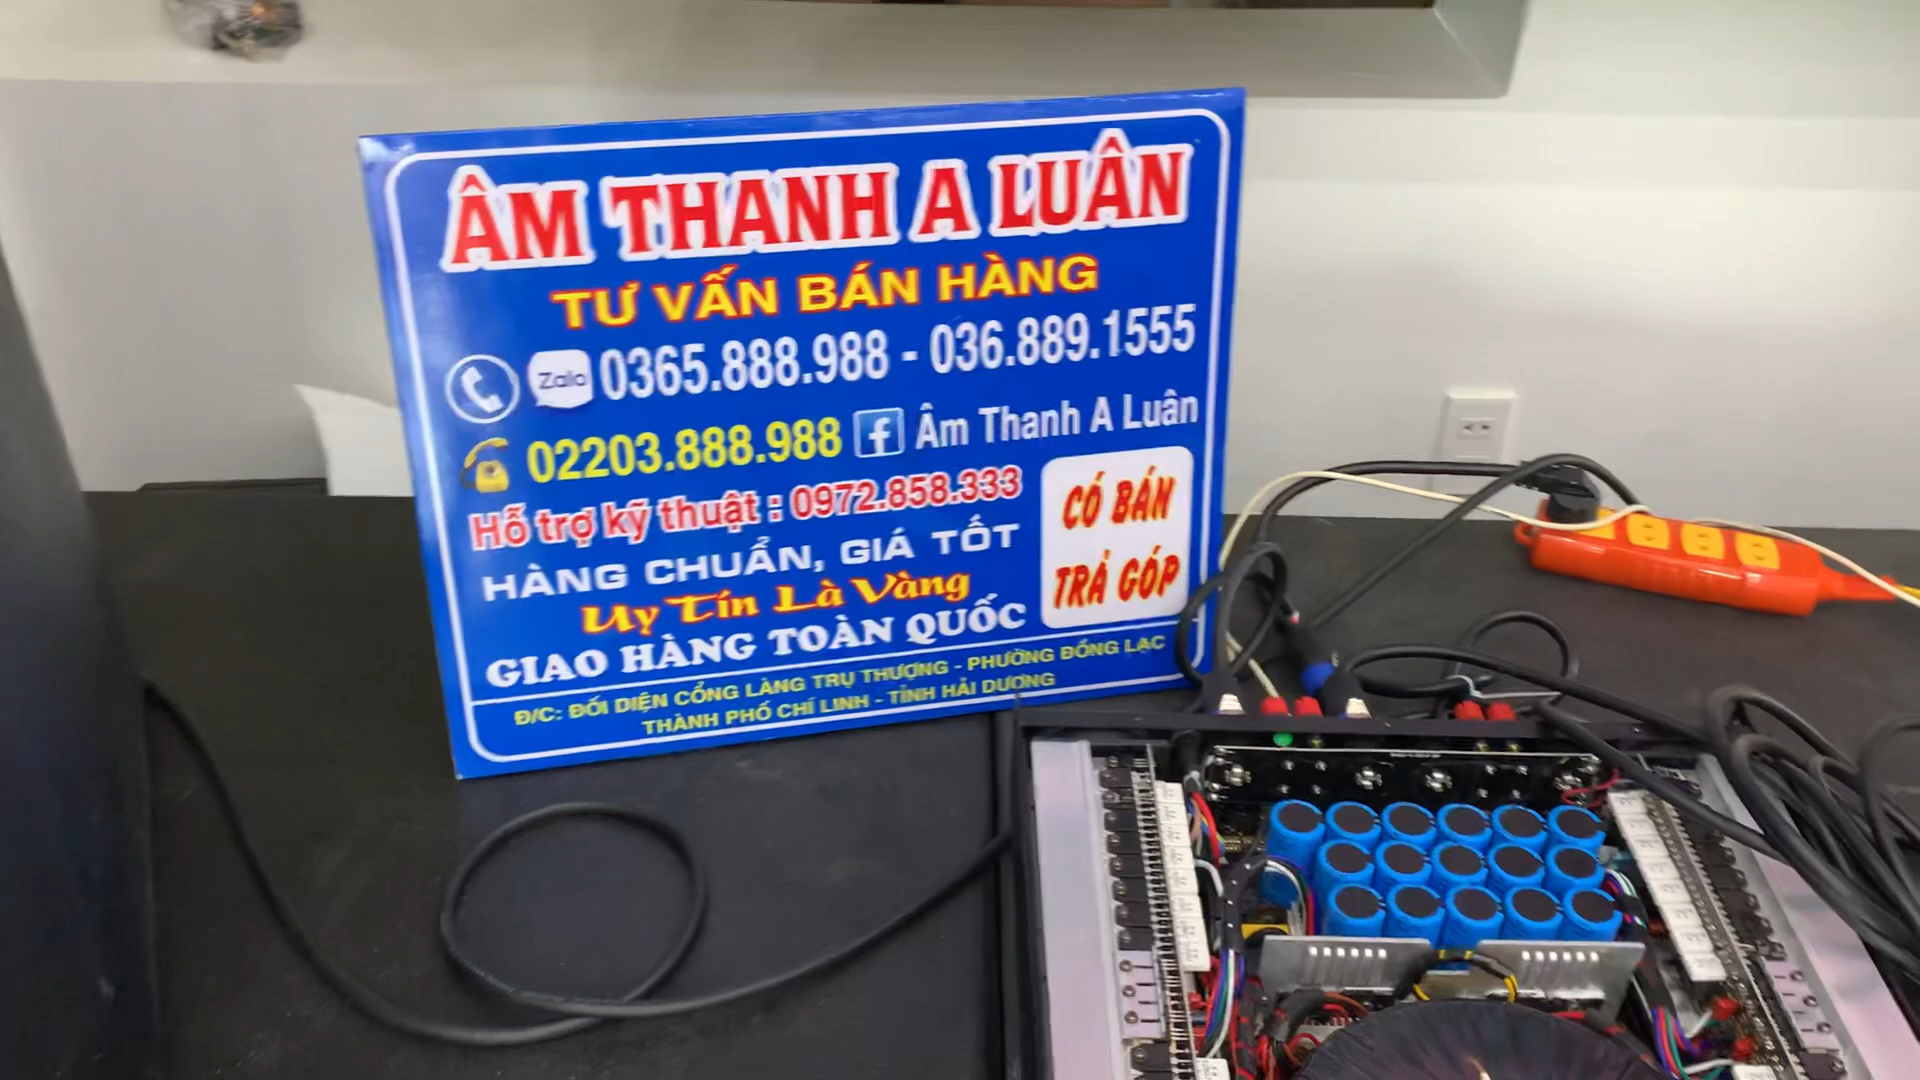 ÂM THANH A LUÂN
TƯ VẤN BÁN HÀNG
Zalo 0365.888.988 - 036.889.1555
02203.888.988 f Âm Thanh A Luân
Hỗ trợ kỹ thuật : 0972.858.333
HÀNG CHUẨN, GIÁ TỐT
Uy Tín Là Vàng
GIAO HÀNG TOÀN QUỐC
CÓ BÁN
TRẢ GÓP
Đ/C: ĐỐI DIỆN CỔNG LÀNG TRỤ THƯỢNG - PHƯỜNG ĐỒNG LẠC
THÀNH PHỐ CHÍ LINH - TỈNH HẢI DƯƠNG